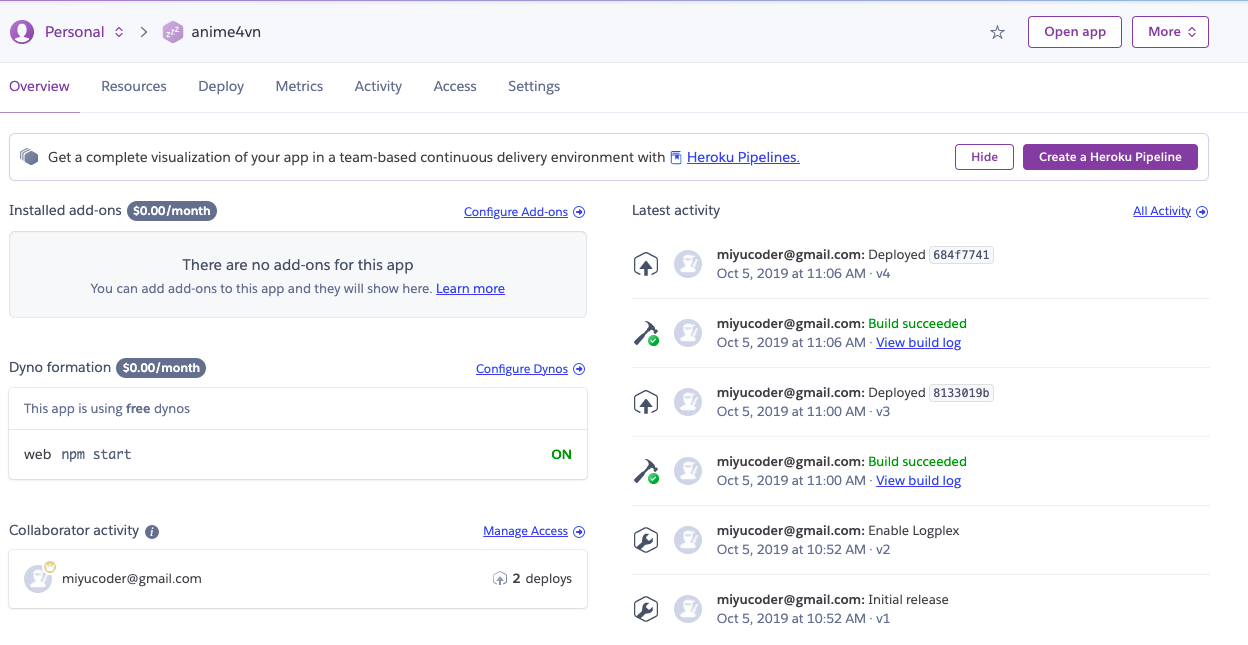 Personal
anime4vn
Open app
More
Overview Resources Deploy Metrics Activity Access Settings
Get a complete visualization of your app in a team-based continuous delivery environment with Heroku Pipelines.
Hide
Create a Heroku Pipeline
Installed add-ons $0.00/month
Configure Add-ons
There are no add-ons for this app
You can add add-ons to this app and they will show here. Learn more
Dyno formation $0.00/month
Configure Dynos
This app is using free dynos
web npm start ON
Collaborator activity i
Manage Access
miyucoder@gmail.com
2 deploys
Latest activity
All Activity
miyucoder@gmail.com: Deployed 684f7741
Oct 5, 2019 at 11:06 AM · v4
miyucoder@gmail.com: Build succeeded
Oct 5, 2019 at 11:06 AM · View build log
miyucoder@gmail.com: Deployed 8133019b
Oct 5, 2019 at 11:00 AM · v3
miyucoder@gmail.com: Build succeeded
Oct 5, 2019 at 11:00 AM · View build log
miyucoder@gmail.com: Enable Logplex
Oct 5, 2019 at 10:52 AM · v2
miyucoder@gmail.com: Initial release
Oct 5, 2019 at 10:52 AM · v1